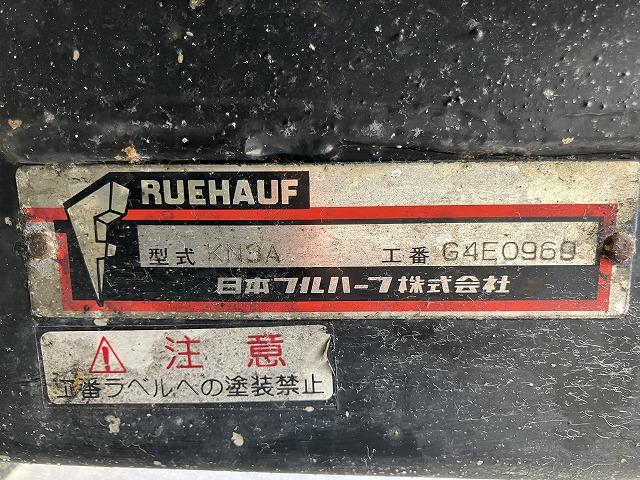 RUEHAUF
型式 KN9A 工番 G4E0969
日本フルハーフ株式会社
注意
工番ラベルへの塗装禁止